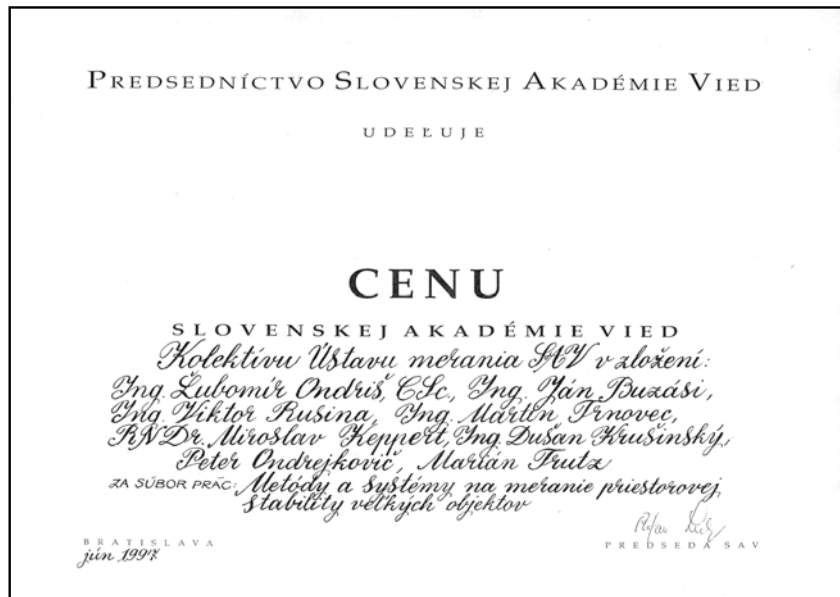 PREDSEDNÍCTVO SLOVENSKEJ AKADÉMIE VIED
UDEĽUJE
CENU
SLOVENSKEJ AKADÉMIE VIED
Kolektívu Ústavu merania SAV v zložení:
Ing. Ľubomír Ondriš, CSc., Ing. Ján Buzási,
Ing. Viktor Rusina, Ing. Martin Trnovec,
RNDr. Miroslav Keppert, Ing. Dušan Krušinský,
Peter Ondrejkovič, Marián Trutz
ZA SÚBOR PRÁC: Metódy a systémy na meranie priestorovej
stability veľkých objektov
BRATISLAVA
jún 1997
PREDSEDA SAV